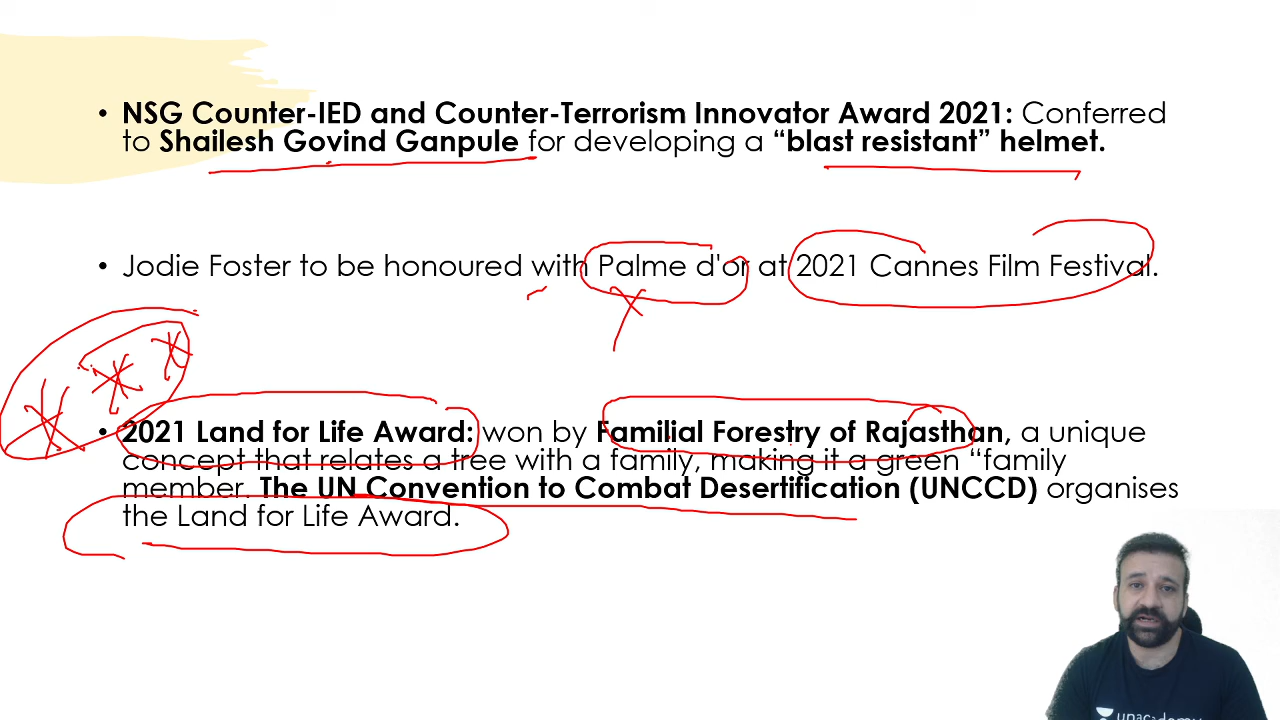 • NSG Counter-IED and Counter-Terrorism Innovator Award 2021: Conferred
to Shailesh Govind Ganpule for developing a “blast resistant” helmet.
• Jodie Foster to be honoured with Palme d'or at 2021 Cannes Film Festival.
• 2021 Land for Life Award: won by Familial Forestry of Rajasthan, a unique
concept that relates a tree with a family, making it a green “family
member. The UN Convention to Combat Desertification (UNCCD) organises
the Land for Life Award.
unacademy